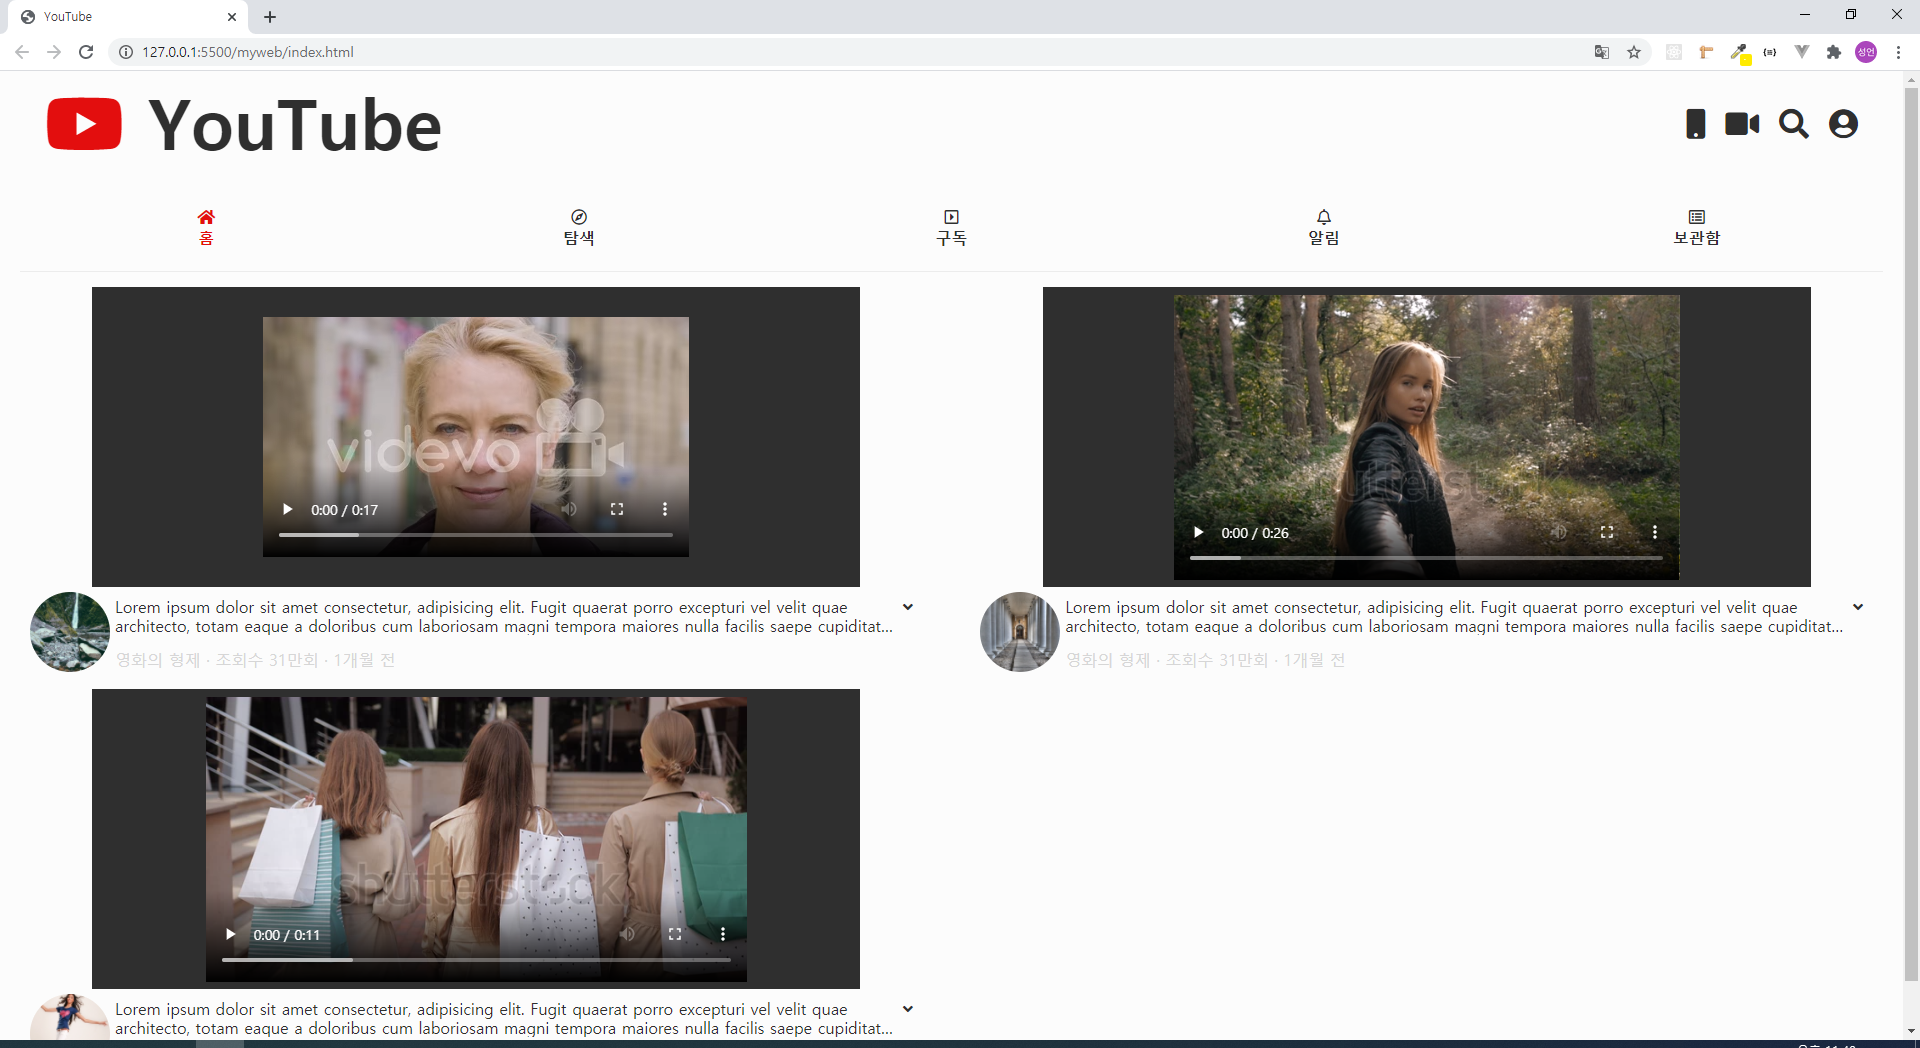 YouTube
127.0.0.1:5500/myweb/index.html
성언
YouTube
홈
탐색
구독
알림
보관함
videvo
0:00 / 0:17
shutterstock
0:00 / 0:26
Lorem ipsum dolor sit amet consectetur, adipisicing elit. Fugit quaerat porro excepturi vel velit quae
architecto, totam eaque a doloribus cum laboriosam magni tempora maiores nulla facilis saepe cupiditat...
영화의 형제 · 조회수 31만회 · 1개월 전
Lorem ipsum dolor sit amet consectetur, adipisicing elit. Fugit quaerat porro excepturi vel velit quae
architecto, totam eaque a doloribus cum laboriosam magni tempora maiores nulla facilis saepe cupiditat...
영화의 형제 · 조회수 31만회 · 1개월 전
shutterstock
0:00 / 0:11
Lorem ipsum dolor sit amet consectetur, adipisicing elit. Fugit quaerat porro excepturi vel velit quae
architecto, totam eaque a doloribus cum laboriosam magni tempora maiores nulla facilis saepe cupiditat...